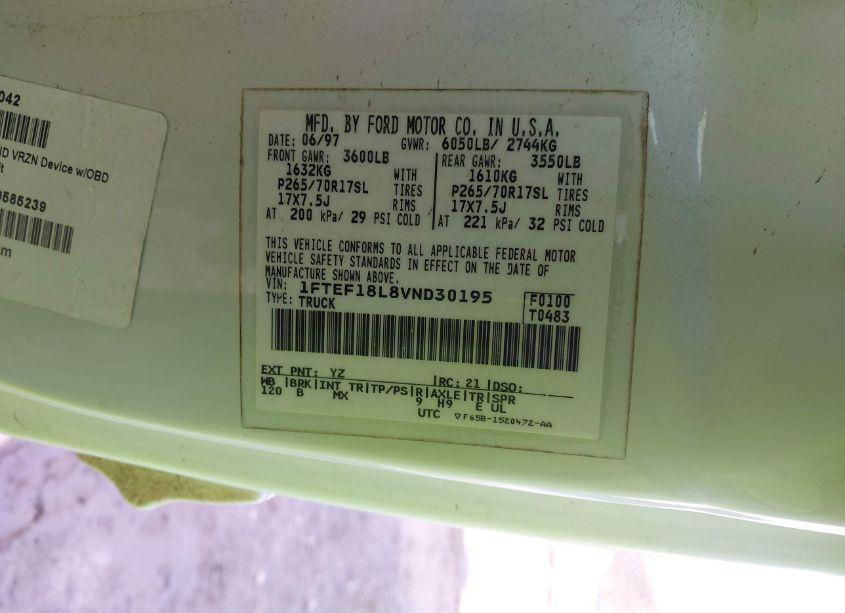 042
VRZN Device w/OBD
585239
MFD. BY FORD MOTOR CO. IN U.S.A.
DATE: 06/97 GVWR: 6050LB/ 2744KG
FRONT GAWR: 3600LB REAR GAWR: 3550LB
1632KG WITH 1610KG WITH
P265/70R17SL TIRES P265/70R17SL TIRES
17X7.5J RIMS 17X7.5J RIMS
AT 200 kPa/ 29 PSI COLD AT 221 kPa/ 32 PSI COLD
THIS VEHICLE CONFORMS TO ALL APPLICABLE FEDERAL MOTOR
VEHICLE SAFETY STANDARDS IN EFFECT ON THE DATE OF
MANUFACTURE SHOWN ABOVE.
VIN: 1FTEF18L8VND30195 F0100
TYPE: TRUCK T0483
EXT PNT: YZ RC: 21 DSO:
WB BRK INT TR TP/PS R AXLE TR SPR
120 B MX 9 H9 E UL
UTC F65B-1520472-AA